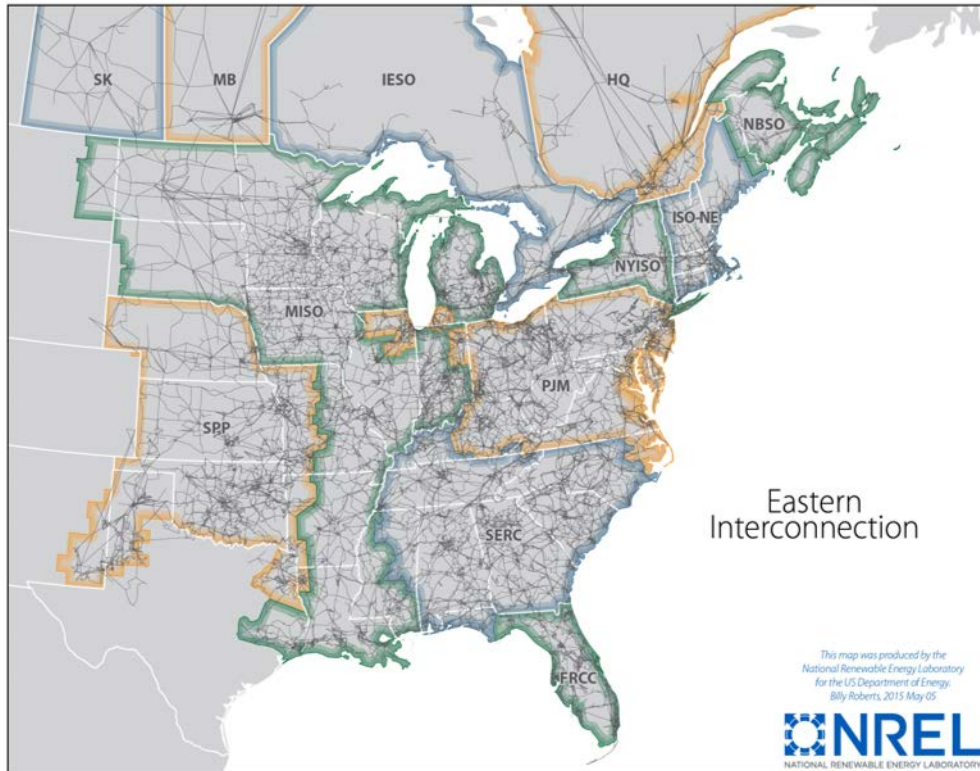 SK
MB
IESO
HQ
NBSO
ISO-NE
NYISO
MISO
PJM
SPP
SERC
FRCC
Eastern
Interconnection
This map was produced by the
National Renewable Energy Laboratory
for the US Department of Energy.
Billy Roberts, 2015 May 05
NREL
NATIONAL RENEWABLE ENERGY LABORATORY